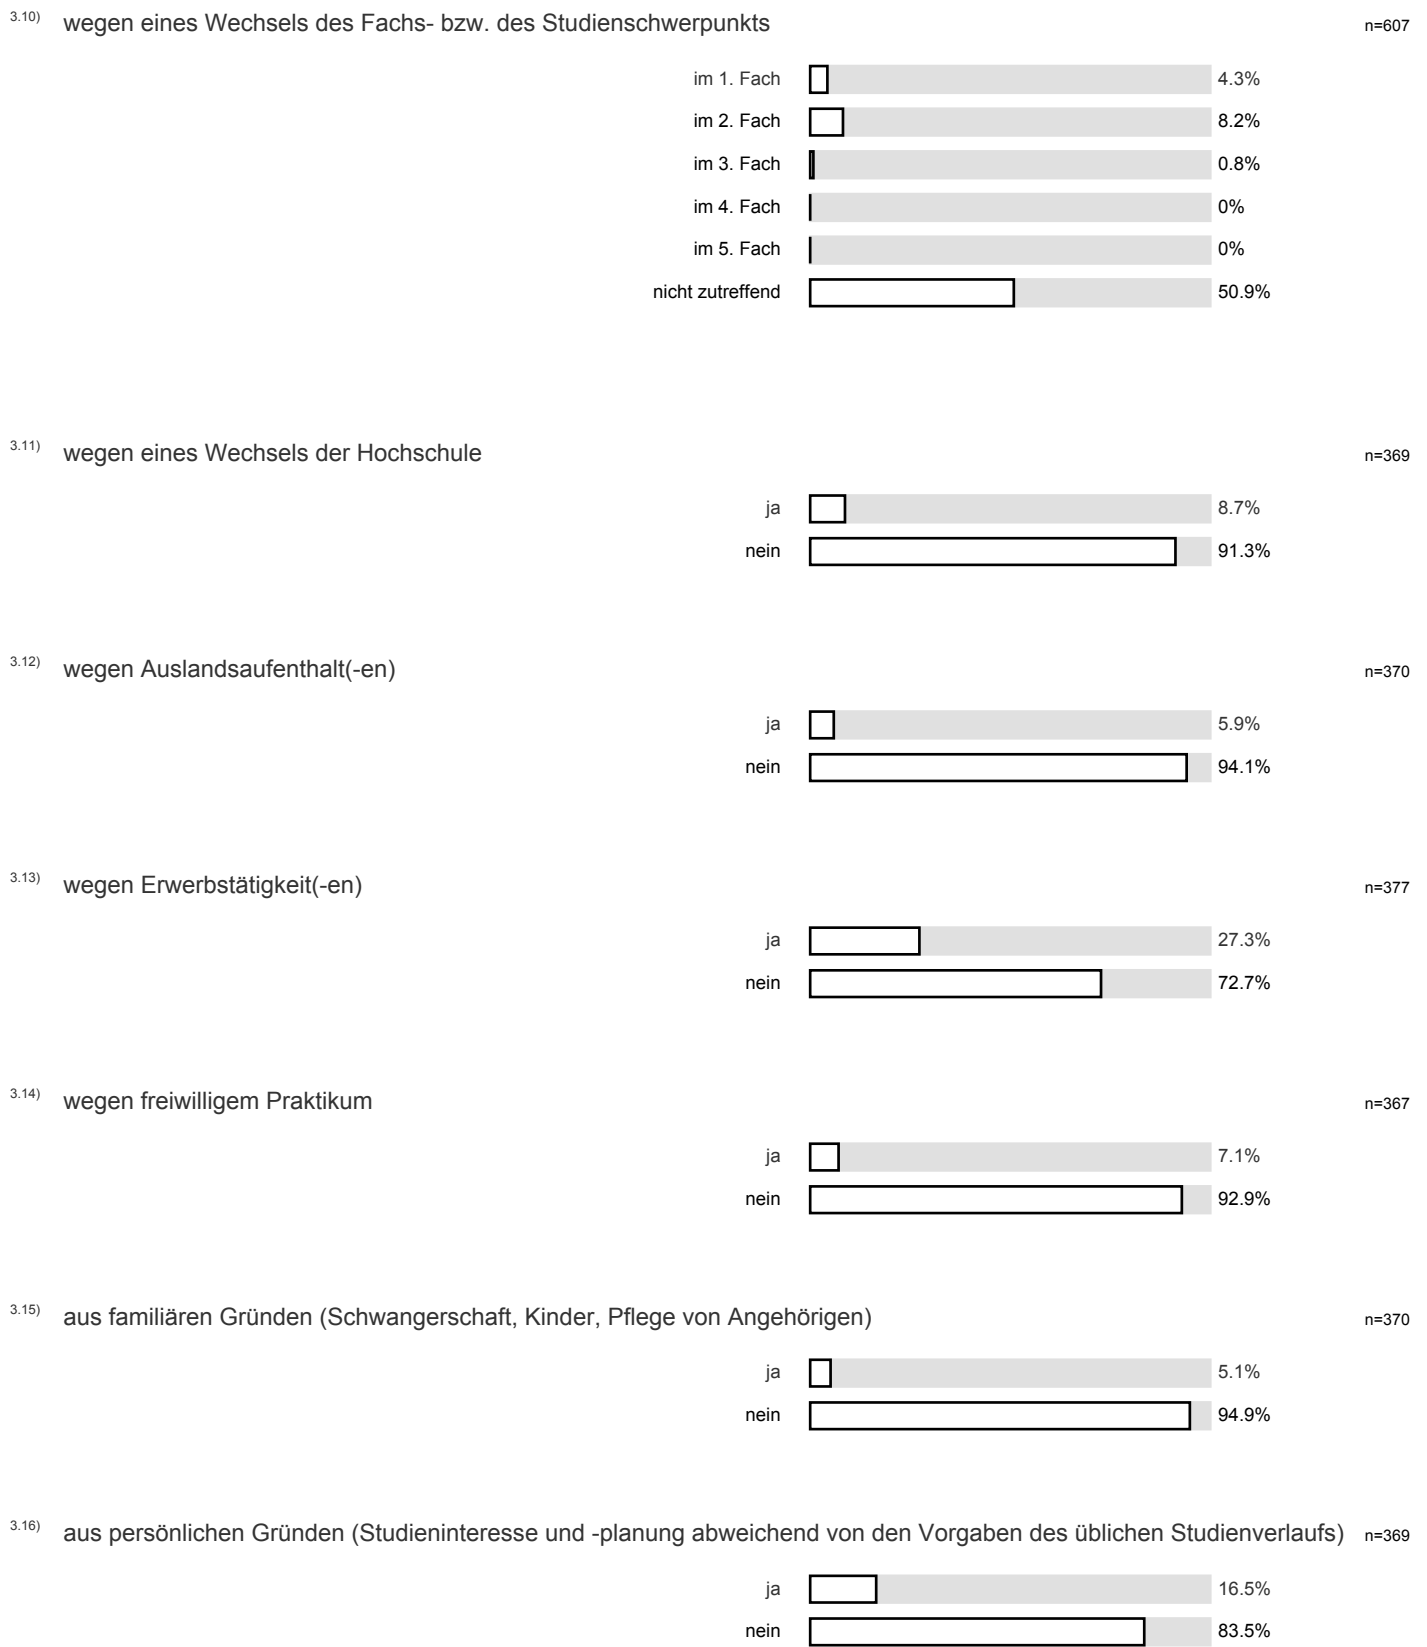 3.10) wegen eines Wechsels des Fachs- bzw. des Studienschwerpunkts n=607
im 1. Fach 4.3%
im 2. Fach 8.2%
im 3. Fach 0.8%
im 4. Fach 0%
im 5. Fach 0%
nicht zutreffend 50.9%
3.11) wegen eines Wechsels der Hochschule n=369
ja 8.7%
nein 91.3%
3.12) wegen Auslandsaufenthalt(-en) n=370
ja 5.9%
nein 94.1%
3.13) wegen Erwerbstätigkeit(-en) n=377
ja 27.3%
nein 72.7%
3.14) wegen freiwilligem Praktikum n=367
ja 7.1%
nein 92.9%
3.15) aus familiären Gründen (Schwangerschaft, Kinder, Pflege von Angehörigen) n=370
ja 5.1%
nein 94.9%
3.16) aus persönlichen Gründen (Studieninteresse und -planung abweichend von den Vorgaben des üblichen Studienverlaufs) n=369
ja 16.5%
nein 83.5%